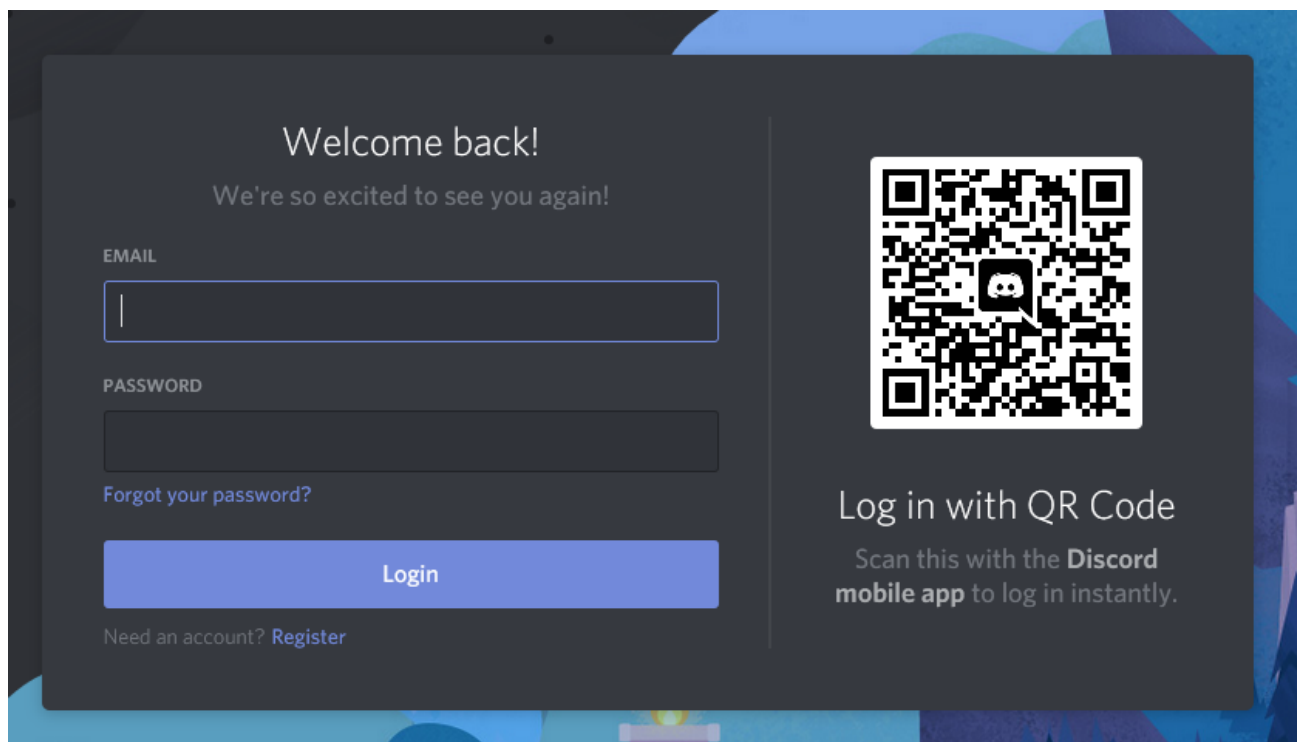 Welcome back!
We're so excited to see you again!
EMAIL
PASSWORD
Forgot your password?
Login
Need an account? Register
Log in with QR Code
Scan this with the Discord
mobile app to log in instantly.